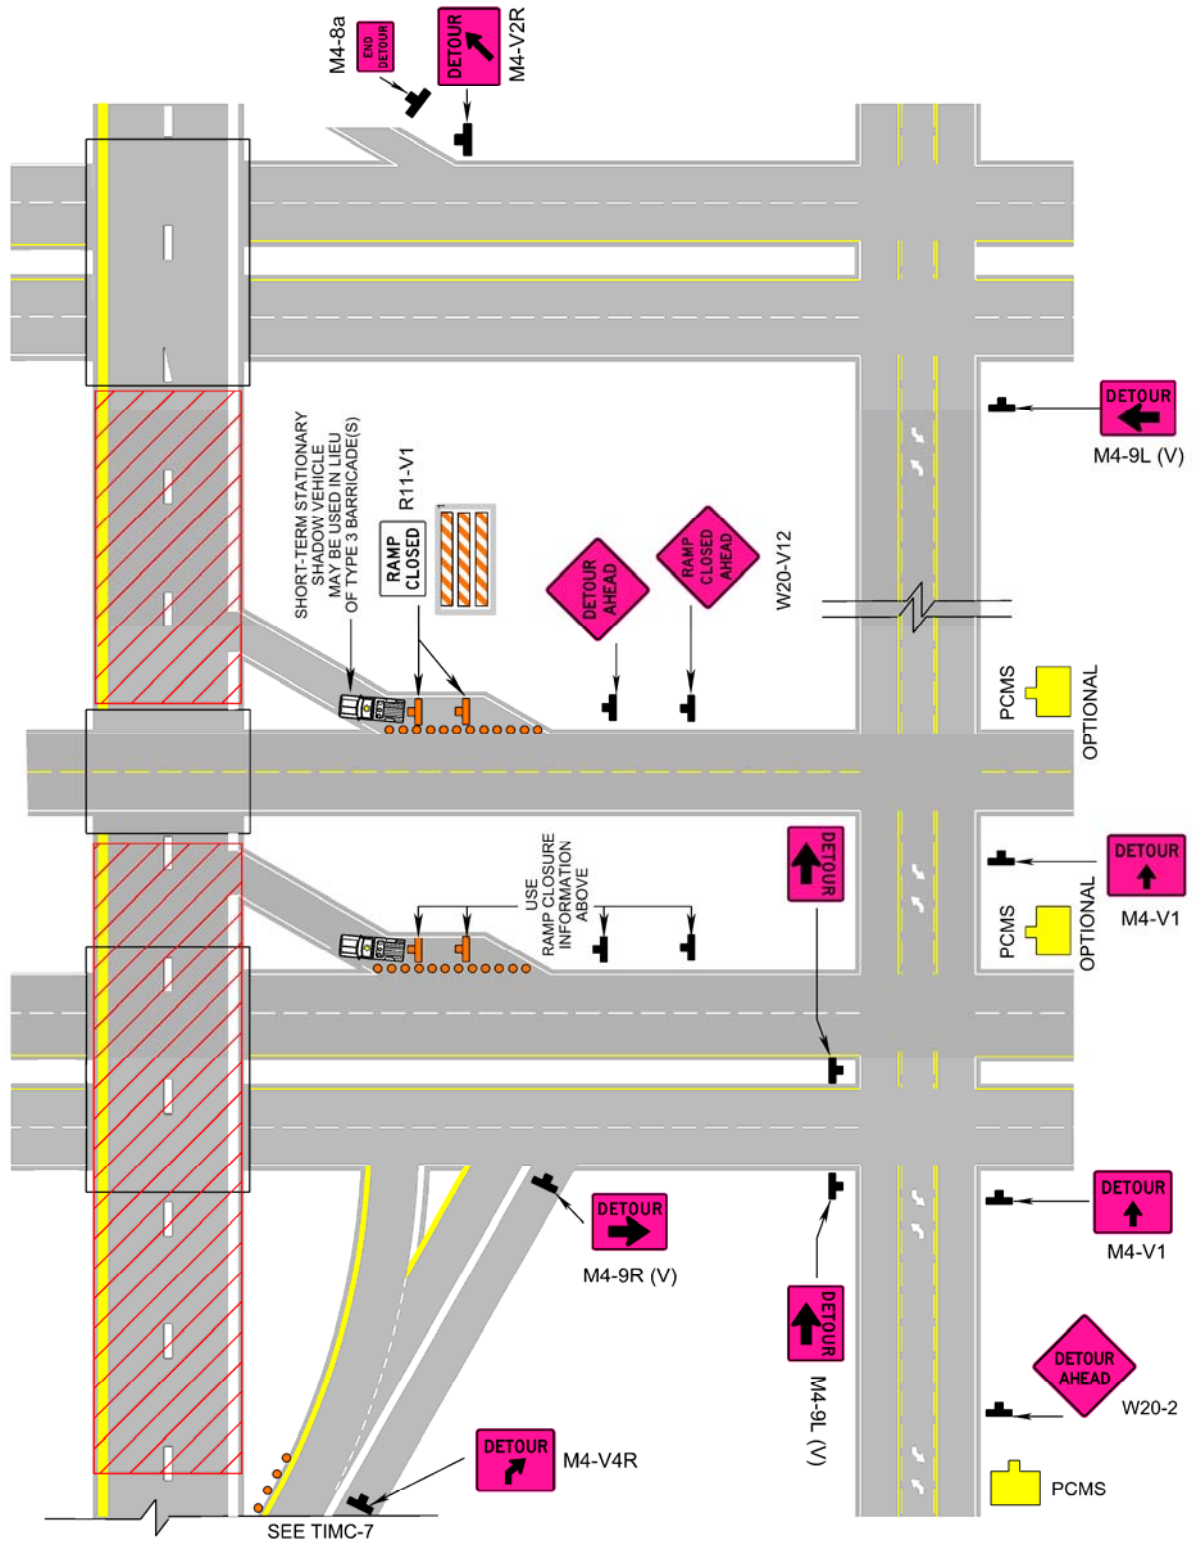 M4-8a
END
DETOUR
DETOUR
M4-V2R
DETOUR
M4-9L (V)
SHORT-TERM STATIONARY
SHADOW VEHICLE
MAY BE USED IN LIEU
OF TYPE 3 BARRICADE(S)
RAMP
CLOSED
R11-V1
DETOUR
AHEAD
RAMP
CLOSED
AHEAD
W20-V12
PCMS
OPTIONAL
USE
RAMP CLOSURE
INFORMATION
ABOVE
DETOUR
DETOUR
M4-V1
PCMS
OPTIONAL
DETOUR
M4-9R (V)
DETOUR
M4-V1
DETOUR
M4-9L (V)
DETOUR
AHEAD
W20-2
DETOUR
M4-V4R
PCMS
SEE TIMC-7